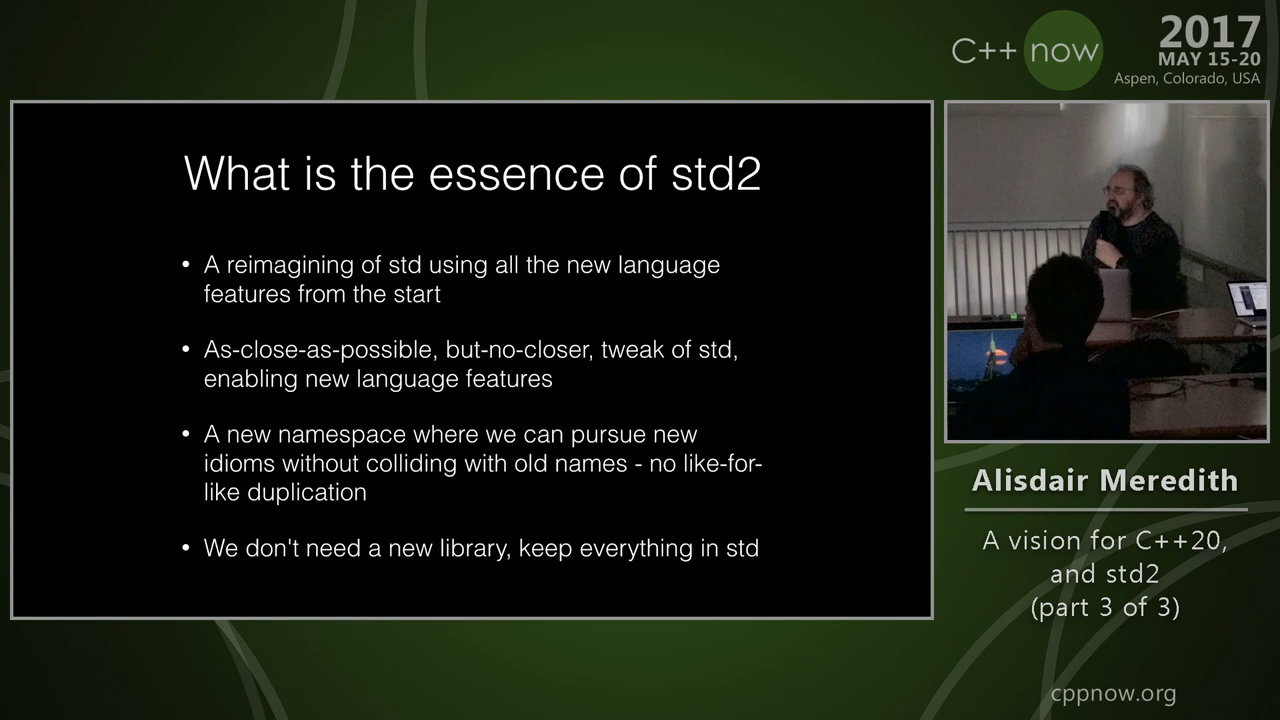 C++ now
2017
MAY 15-20
Aspen, Colorado, USA
What is the essence of std2
• A reimagining of std using all the new language
features from the start
• As-close-as-possible, but-no-closer, tweak of std,
enabling new language features
• A new namespace where we can pursue new
idioms without colliding with old names - no like-for-
like duplication
• We don't need a new library, keep everything in std
Alisdair Meredith
A vision for C++20,
and std2
(part 3 of 3)
cppnow.org